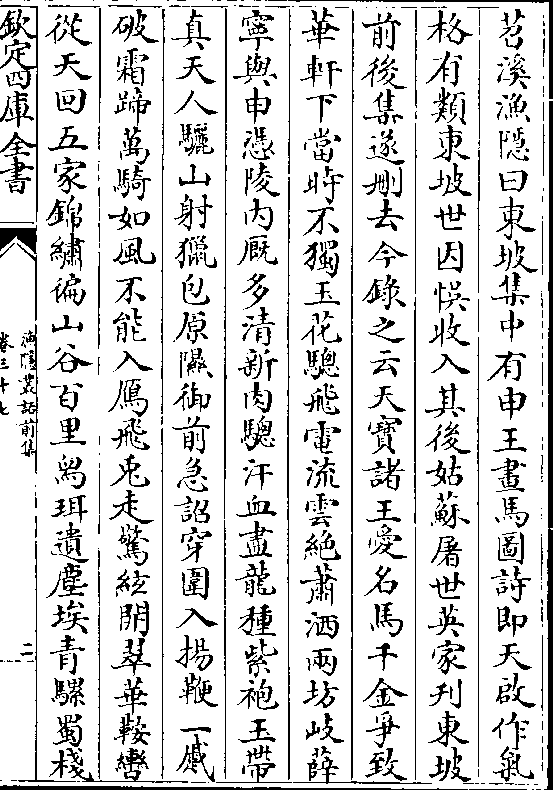 苕溪漁隱曰東坡集中有申王畫馬圖詩即天啟作氣
格有類東坡世因悮收入其後姑蘇居世英家刋東坡
前後集遂刪去今錄之云天寶諸王愛名馬千金爭致
華軒下當時不獨玉花驄飛電流雲絶蕭洒兩坊岐薛
寧與申憑陵內廐多清新肉驄汗血盡龍種紫袍玉帶
真天人驪山射獵包原隰御前急詔穿圍入揚鞭一蹙
破霜蹄萬騎如風不能入鴈飛兎走驚絃開翠華鞍轡
從天回五家錦繡徧山谷百里舄珥遺塵埃青騾蜀棧
欽定四庫全書
漁隱叢話前集
卷三十七
二